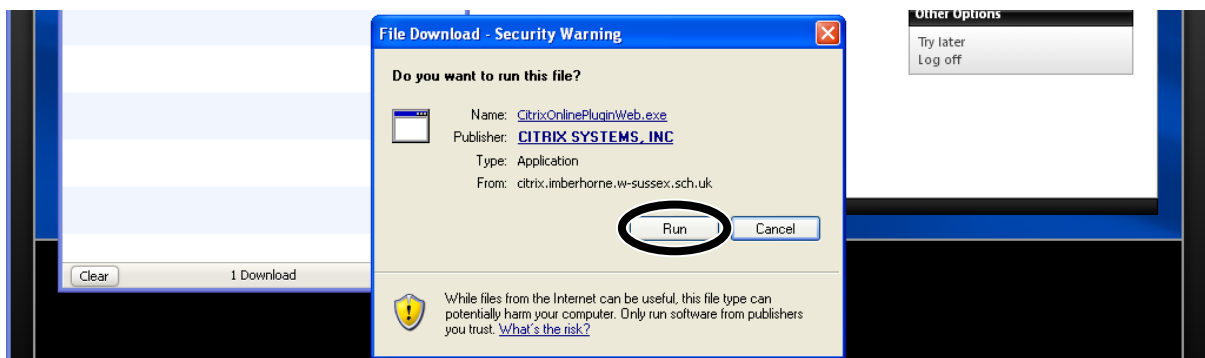 Other Options
Try later
Log off
File Download - Security Warning
Do you want to run this file?
Name: CitrixOnlinePluginWeb.exe
Publisher: CITRIX SYSTEMS, INC
Type: Application
From: citrix.imberhorne.w-sussex.sch.uk
Run Cancel
Clear 1 Download
While files from the Internet can be useful, this file type can
potentially harm your computer. Only run software from publishers
you trust. What's the risk?